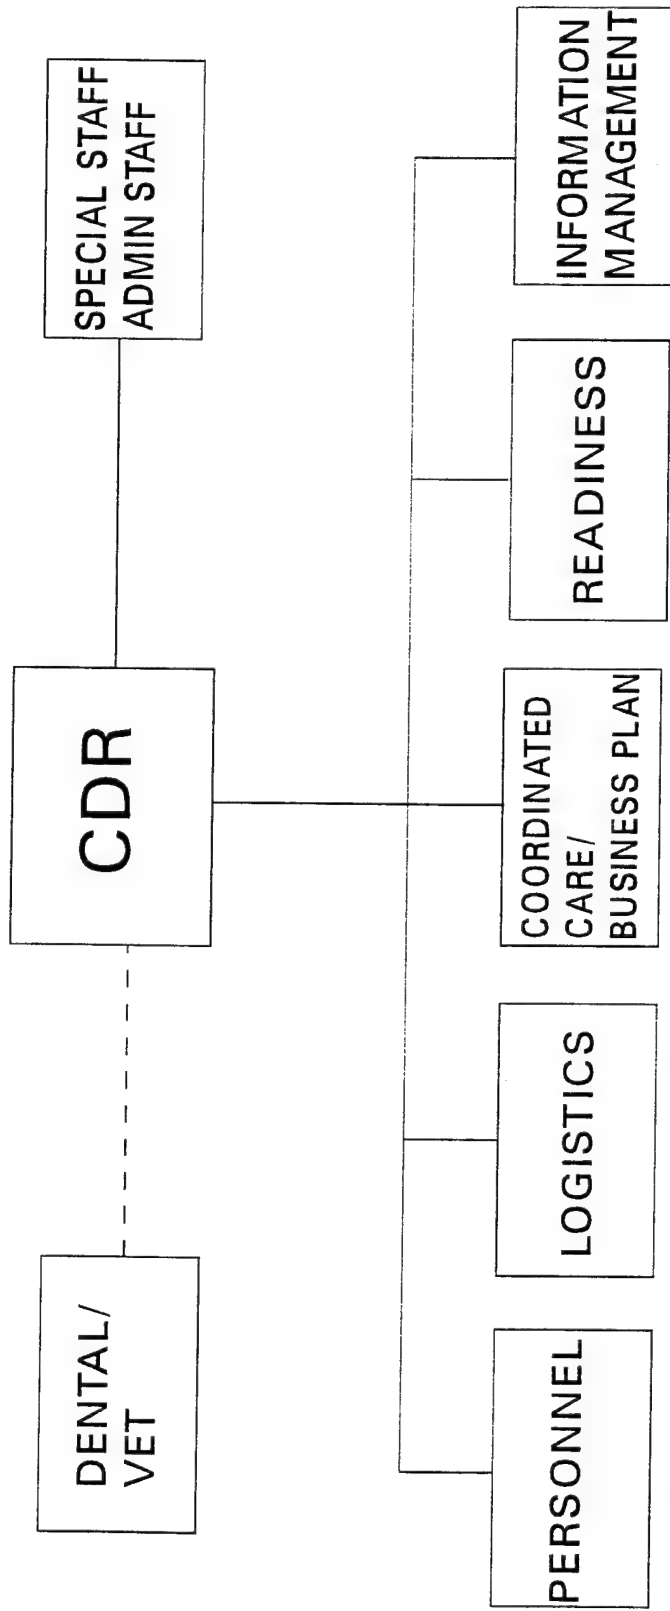 CDR
DENTAL/
VET
SPECIAL STAFF
ADMIN STAFF
PERSONNEL
LOGISTICS
COORDINATED
CARE/
BUSINESS PLAN
READINESS
INFORMATION
MANAGEMENT